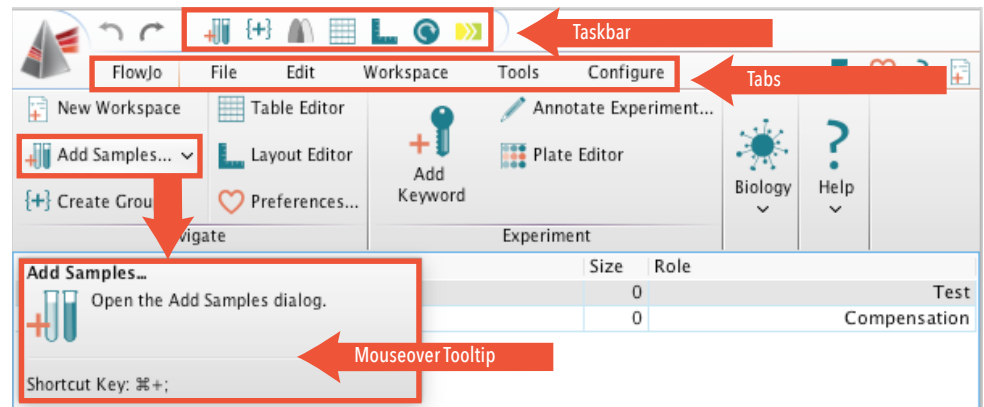 Taskbar
FlowJo File Edit Workspace Tools Configure
Tabs
New Workspace
Table Editor
Annotate Experiment...
Add Samples...
Layout Editor
Add Keyword
Plate Editor
Biology
Help
{+} Create Grou
Preferences...
vigate
Experiment
Add Samples...
Size Role
Open the Add Samples dialog.
0 Test
0 Compensation
Mouseover Tooltip
Shortcut Key: ⌘+;